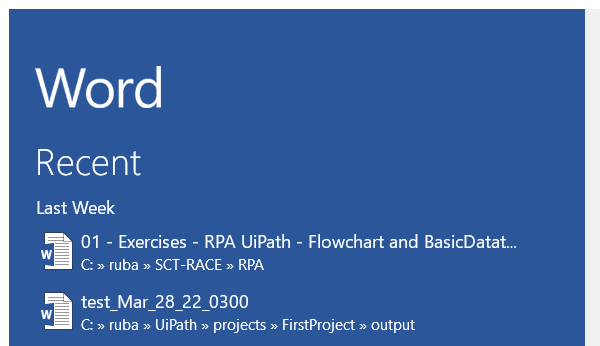 Word
Recent
Last Week
W
01 - Exercises - RPA UiPath - Flowchart and BasicDatat...
C: » ruba » SCT-RACE » RPA
W
test_Mar_28_22_0300
C: » ruba » UiPath » projects » FirstProject » output